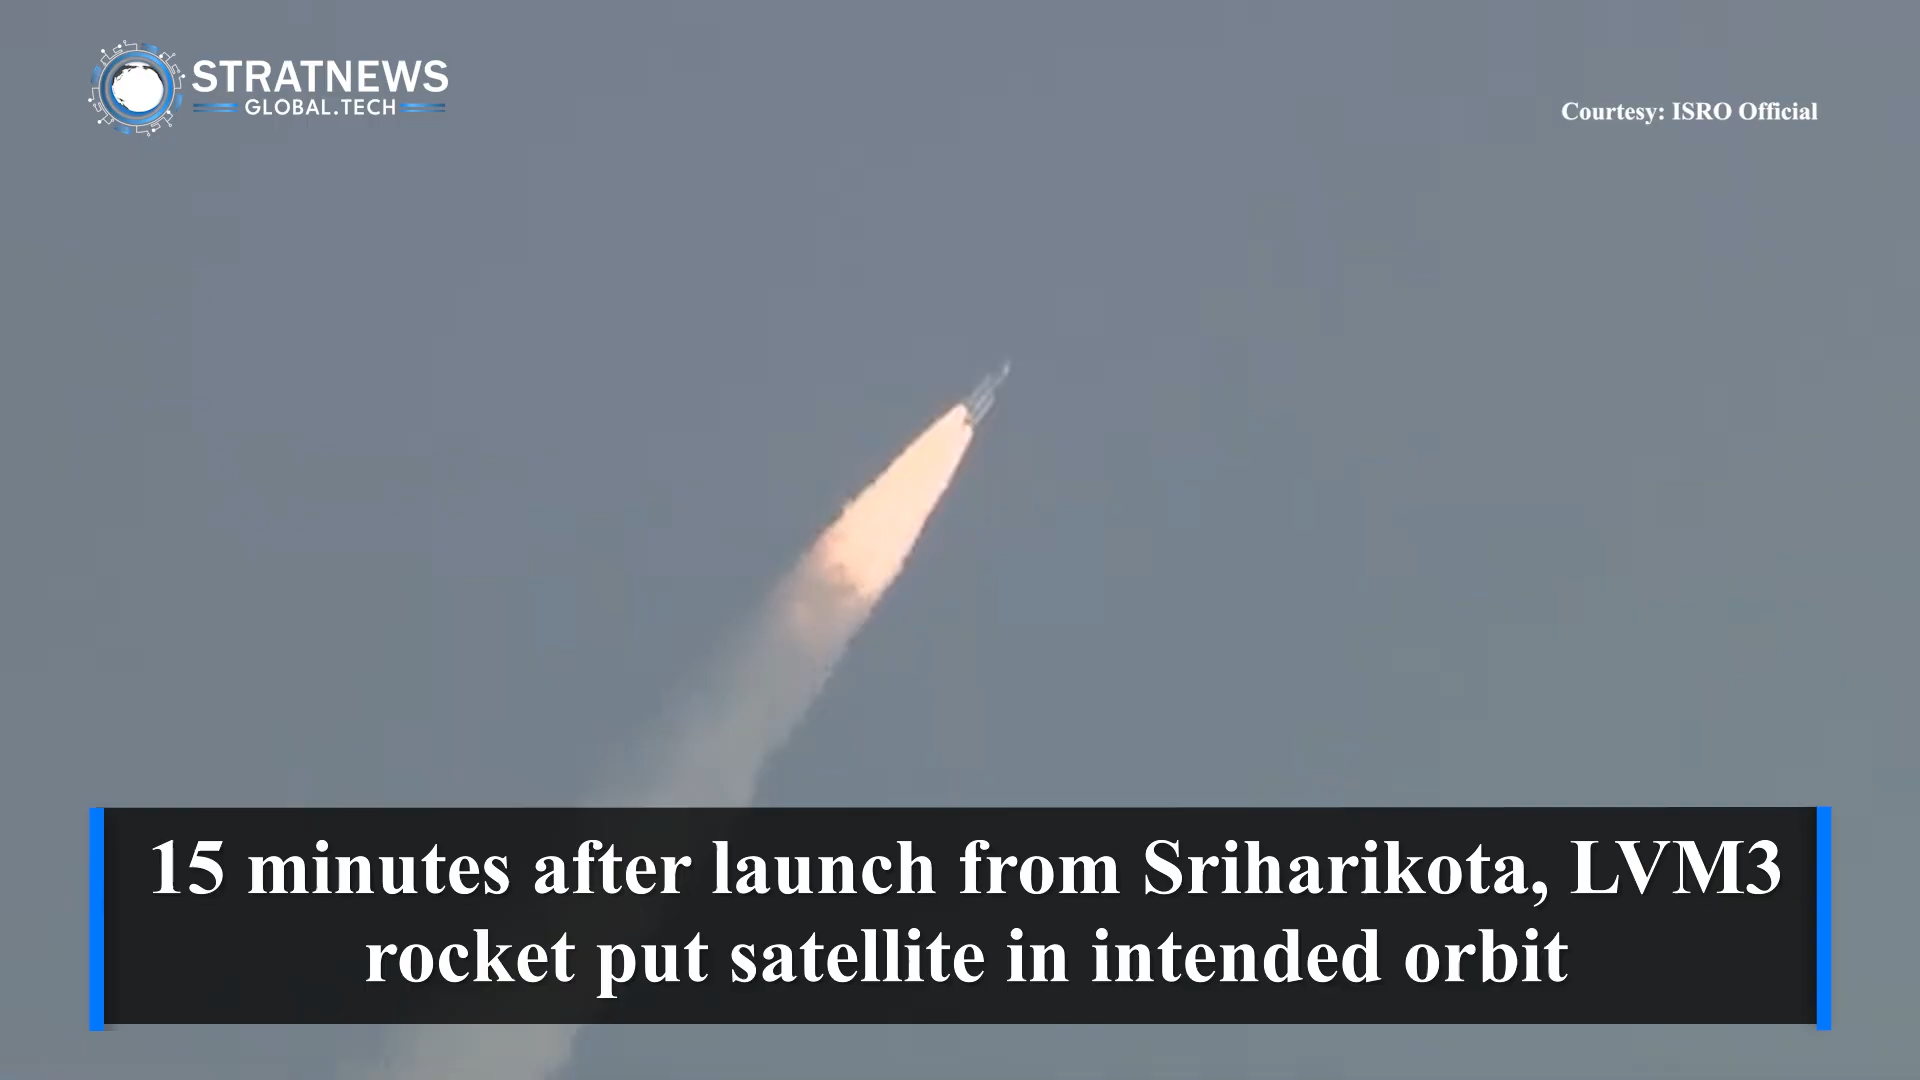 STRATNEWS
GLOBAL.TECH
Courtesy: ISRO Official
15 minutes after launch from Sriharikota, LVM3
rocket put satellite in intended orbit